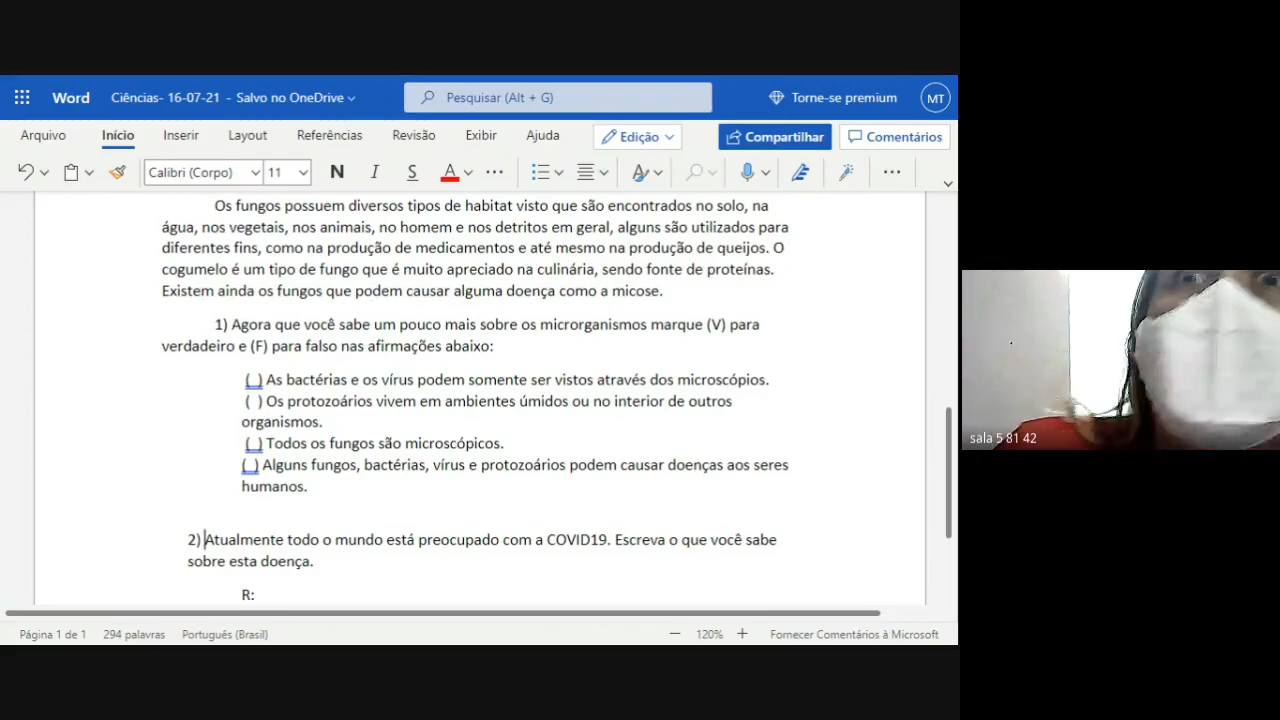 Word Ciências- 16-07-21 - Salvo no OneDrive Pesquisar (Alt + G) Torne-se premium MT
Arquivo Início Inserir Layout Referências Revisão Exibir Ajuda Edição Compartilhar Comentários
Calibri (Corpo) 11 N I S A
Os fungos possuem diversos tipos de habitat visto que são encontrados no solo, na
água, nos vegetais, nos animais, no homem e nos detritos em geral, alguns são utilizados para
diferentes fins, como na produção de medicamentos e até mesmo na produção de queijos. O
cogumelo é um tipo de fungo que é muito apreciado na culinária, sendo fonte de proteínas.
Existem ainda os fungos que podem causar alguma doença como a micose.
1) Agora que você sabe um pouco mais sobre os microrganismos marque (V) para
verdadeiro e (F) para falso nas afirmações abaixo:
( ) As bactérias e os vírus podem somente ser vistos através dos microscópios.
( ) Os protozoários vivem em ambientes úmidos ou no interior de outros
organismos.
( ) Todos os fungos são microscópicos.
( ) Alguns fungos, bactérias, vírus e protozoários podem causar doenças aos seres
humanos.
2) Atualmente todo o mundo está preocupado com a COVID19. Escreva o que você sabe
sobre esta doença.
R:
sala 5 81 42
Página 1 de 1 294 palavras Português (Brasil) 120% Fornecer Comentários à Microsoft